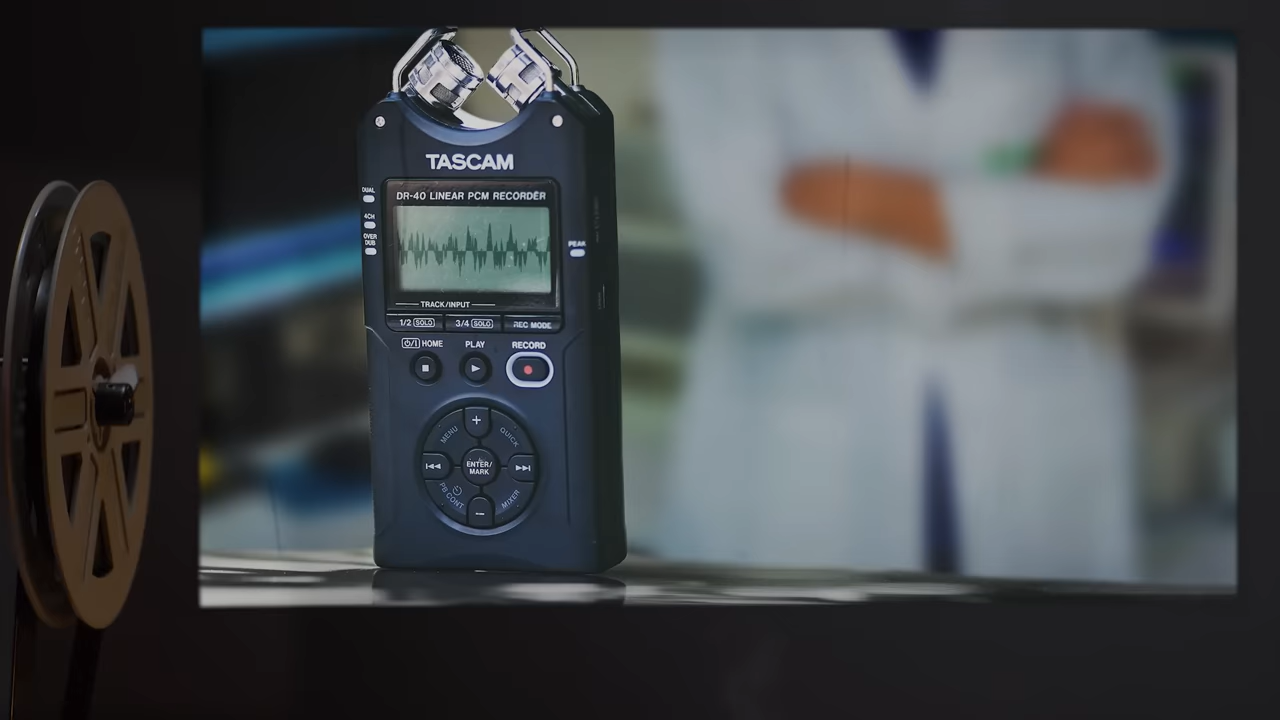 TASCAM
DUAL
4CH
OVER
DUB
DR-40 LINEAR PCM RECORDER
PEAK
TRACK/INPUT
1/2 SOLO 3/4 SOLO REC MODE
⏻/I HOME PLAY RECORD
+
MENU QUICK
ENTER/
MARK
PB CONT MIXER
−